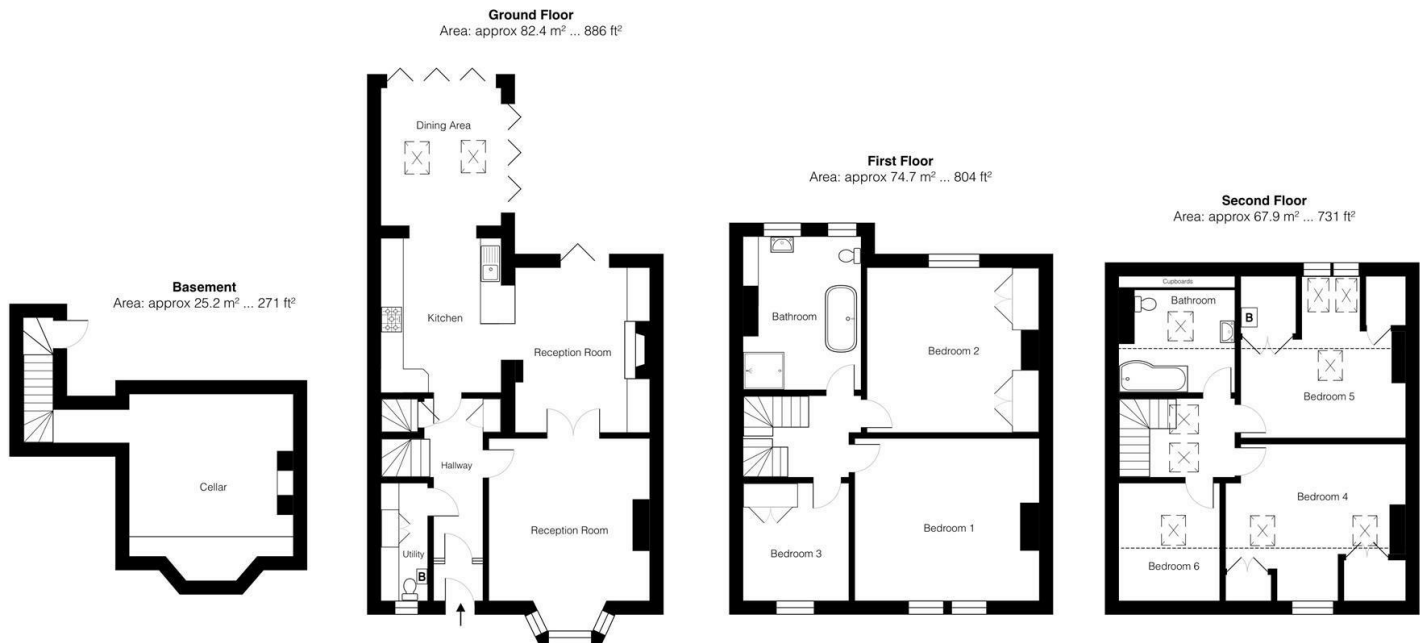 Basement
Area: approx 25.2 m² ... 271 ft²
Cellar
Ground Floor
Area: approx 82.4 m² ... 886 ft²
Dining Area
Kitchen
Reception Room
Hallway
Reception Room
Utility
B
First Floor
Area: approx 74.7 m² ... 804 ft²
Bathroom
Bedroom 2
Bedroom 1
Bedroom 3
Second Floor
Area: approx 67.9 m² ... 731 ft²
Cupboards
Bathroom
B
Bedroom 5
Bedroom 4
Bedroom 6